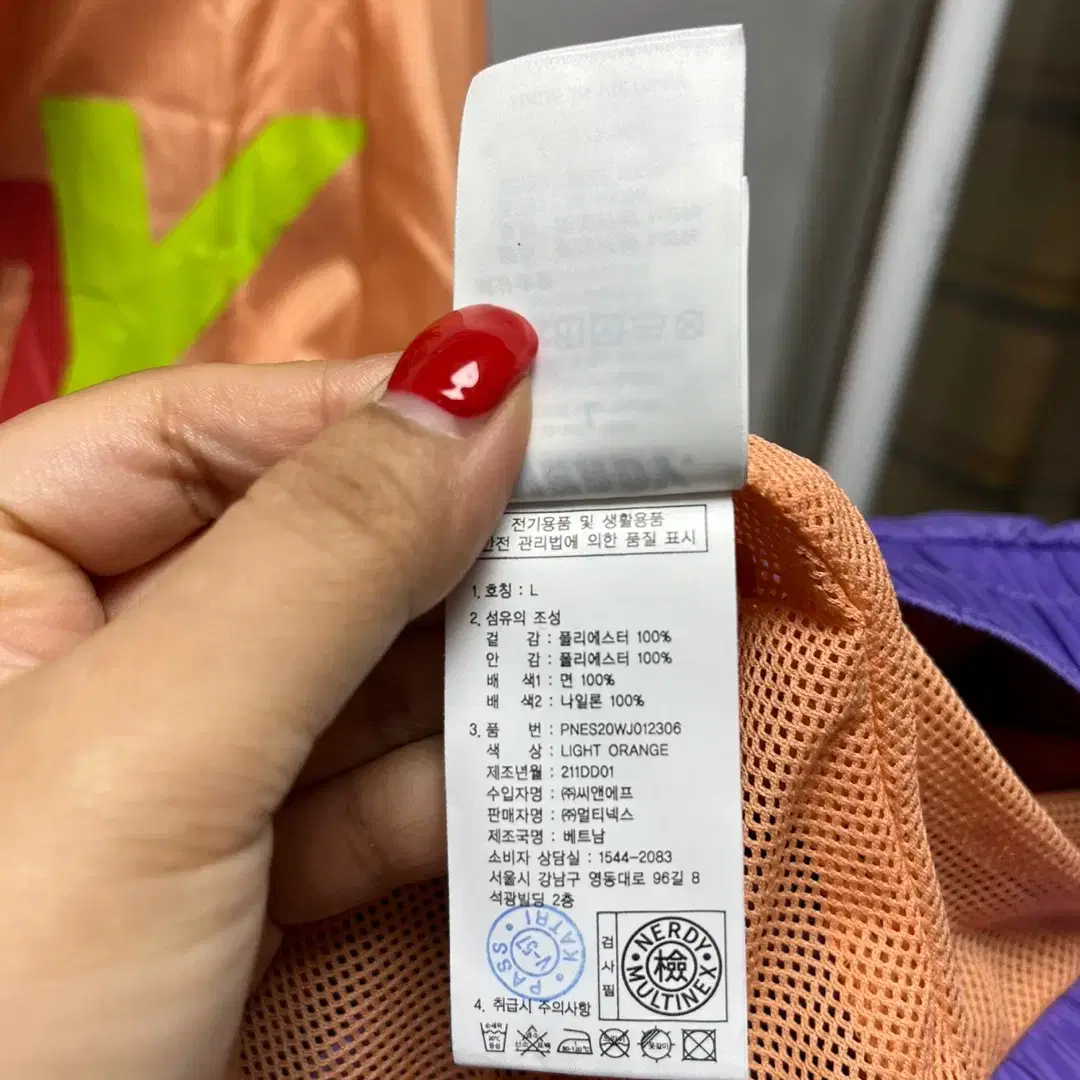 Y
전기용품 및 생활용품
안전 관리법에 의한 품질 표시
1. 호칭 : L
2. 섬유의 조성
겉 감 : 폴리에스터 100%
안 감 : 폴리에스터 100%
배 색1 : 면 100%
배 색2 : 나일론 100%
3. 품 번 : PNES20WJ012306
색 상 : LIGHT ORANGE
제조년월 : 211DD01
수입자명 : ㈜씨앤에프
판매자명 : ㈜멀티넥스
제조국명 : 베트남
소비자 상담실 : 1544-2083
서울시 강남구 영동대로 96길 8
석광빌딩 2층
PASS • KATRI •
V-57
검사필
NERDY • MULTINEX •
檢
4. 취급시 주의사항